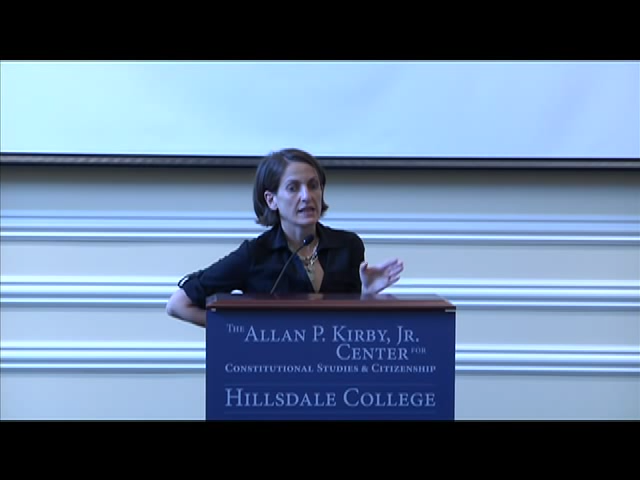 THE ALLAN P. KIRBY, JR.
CENTER FOR
CONSTITUTIONAL STUDIES & CITIZENSHIP
HILLSDALE COLLEGE